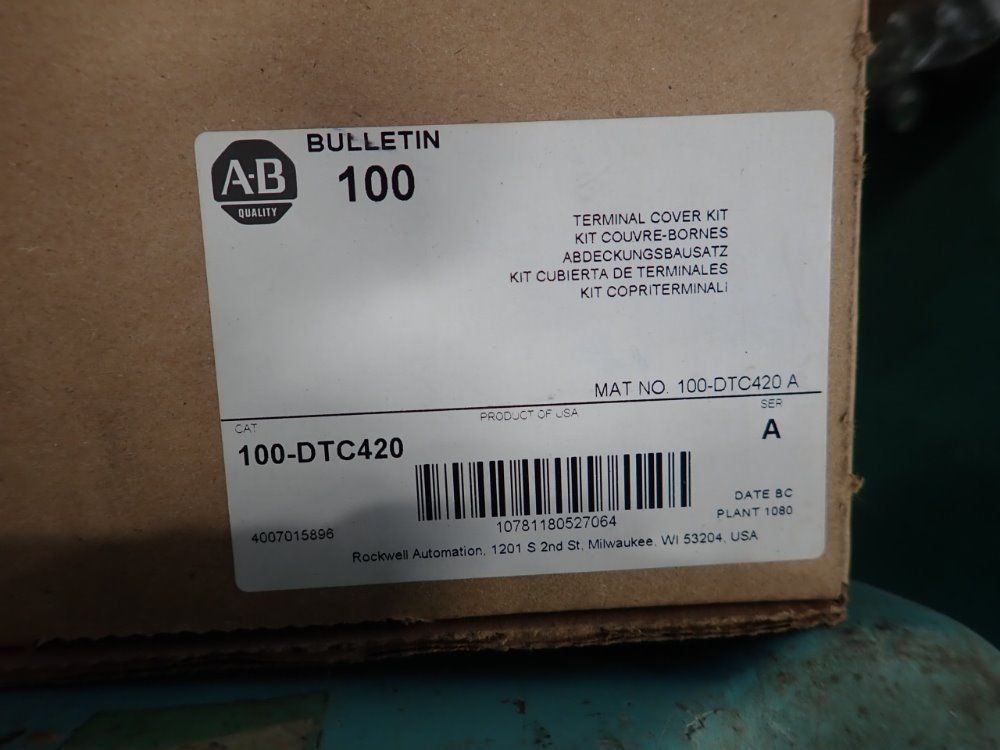 A-B
QUALITY
BULLETIN
100
TERMINAL COVER KIT
KIT COUVRE-BORNES
ABDECKUNGSBAUSATZ
KIT CUBIERTA DE TERMINALES
KIT COPRITERMINALi
MAT NO. 100-DTC420 A
CAT
PRODUCT OF USA
SER
100-DTC420
A
10781180527064
DATE BC
PLANT 1080
4007015896
Rockwell Automation, 1201 S 2nd St, Milwaukee, WI 53204, USA